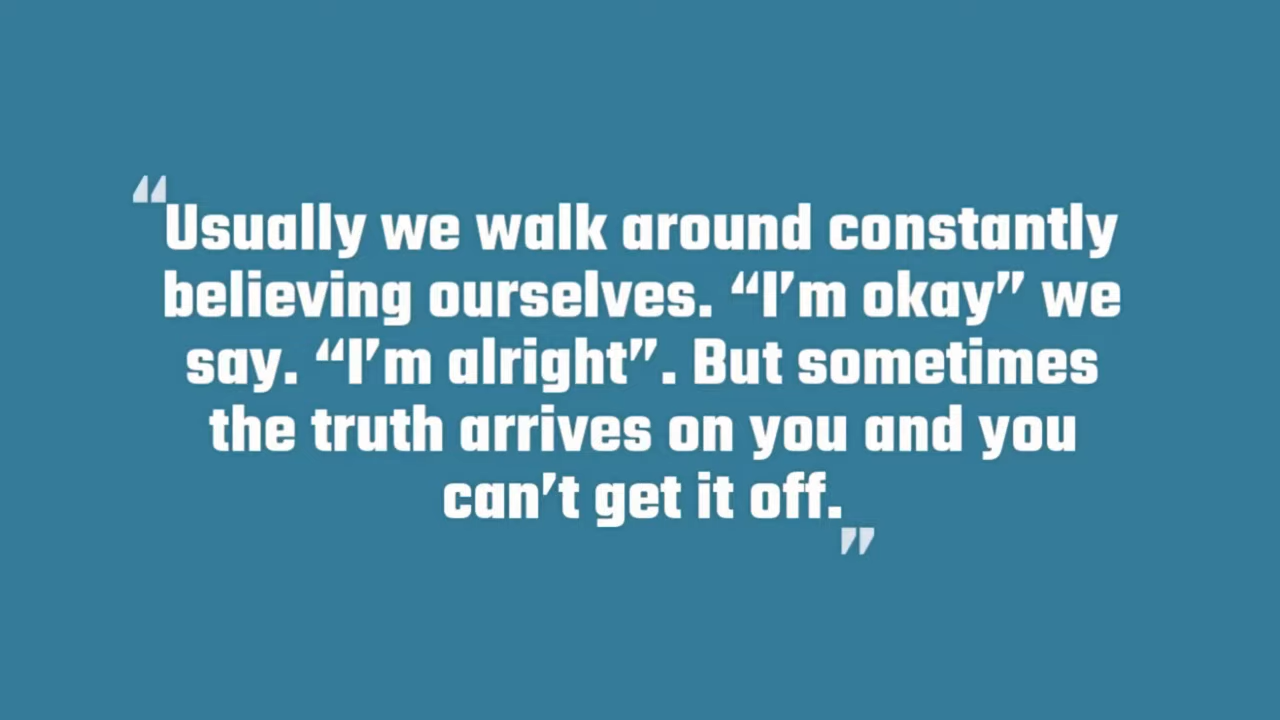 “Usually we walk around constantly
believing ourselves. “I’m okay” we
say. “I’m alright”. But sometimes
the truth arrives on you and you
can’t get it off.”